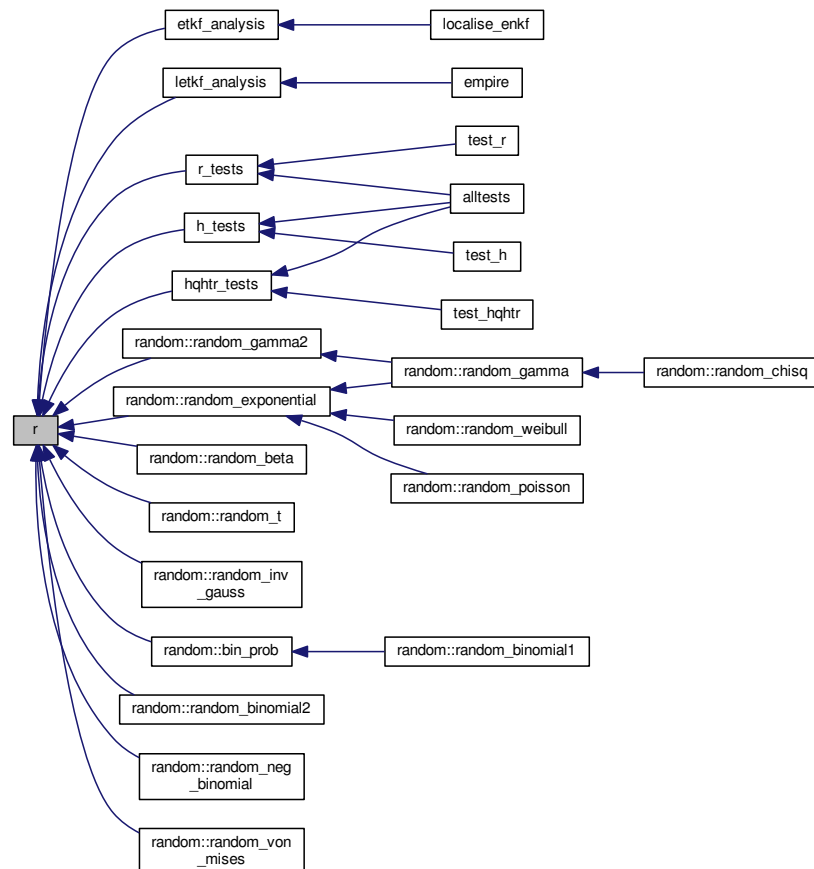 etkf_analysis
localise_enkf
letkf_analysis
empire
test_r
r_tests
alltests
h_tests
test_h
hqhtr_tests
test_hqhtr
random::random_gamma2
random::random_gamma
random::random_chisq
random::random_exponential
r
random::random_weibull
random::random_beta
random::random_poisson
random::random_t
random::random_inv
_gauss
random::bin_prob
random::random_binomial1
random::random_binomial2
random::random_neg
_binomial
random::random_von
_mises